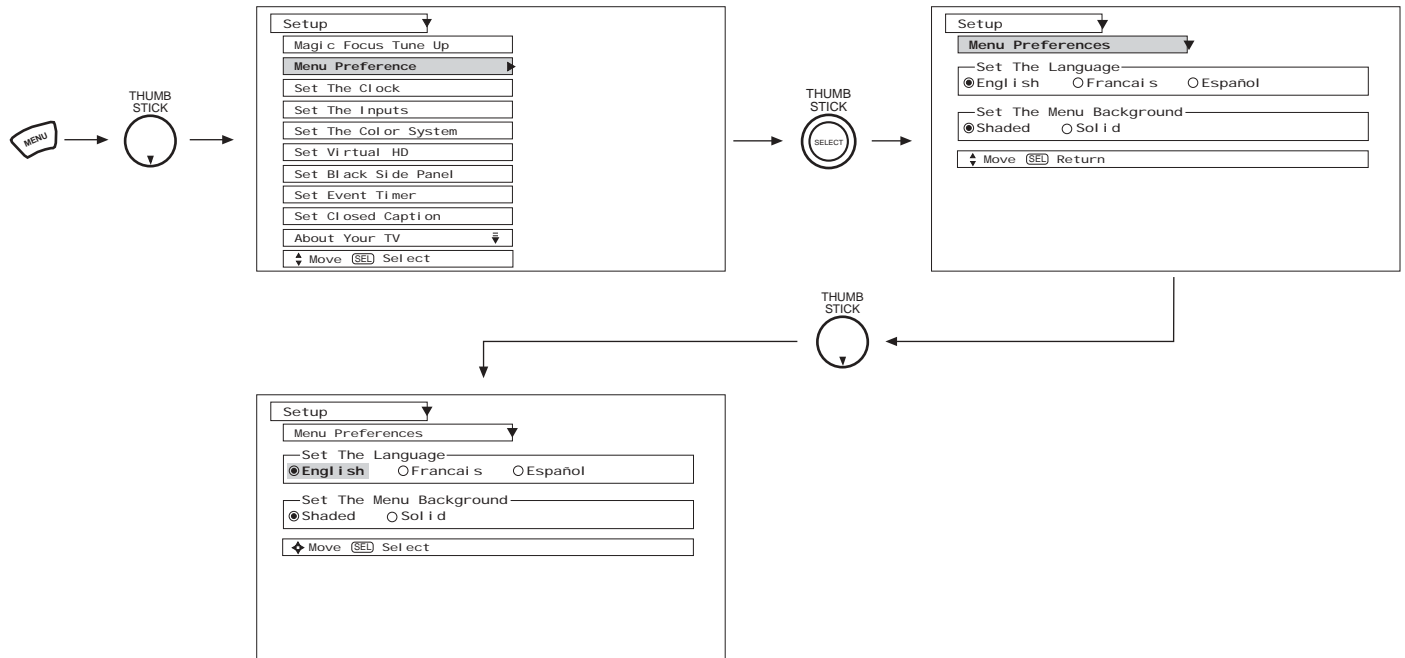 MENU
THUMB
STICK
Setup
Magic Focus Tune Up
Menu Preference
Set The Clock
Set The Inputs
Set The Color System
Set Virtual HD
Set Black Side Panel
Set Event Timer
Set Closed Caption
About Your TV
Move SEL Select
THUMB
STICK
SELECT
Setup
Menu Preferences
Set The Language
English Francais Español
Set The Menu Background
Shaded Solid
Move SEL Return
THUMB
STICK
Setup
Menu Preferences
Set The Language
English Francais Español
Set The Menu Background
Shaded Solid
Move SEL Select